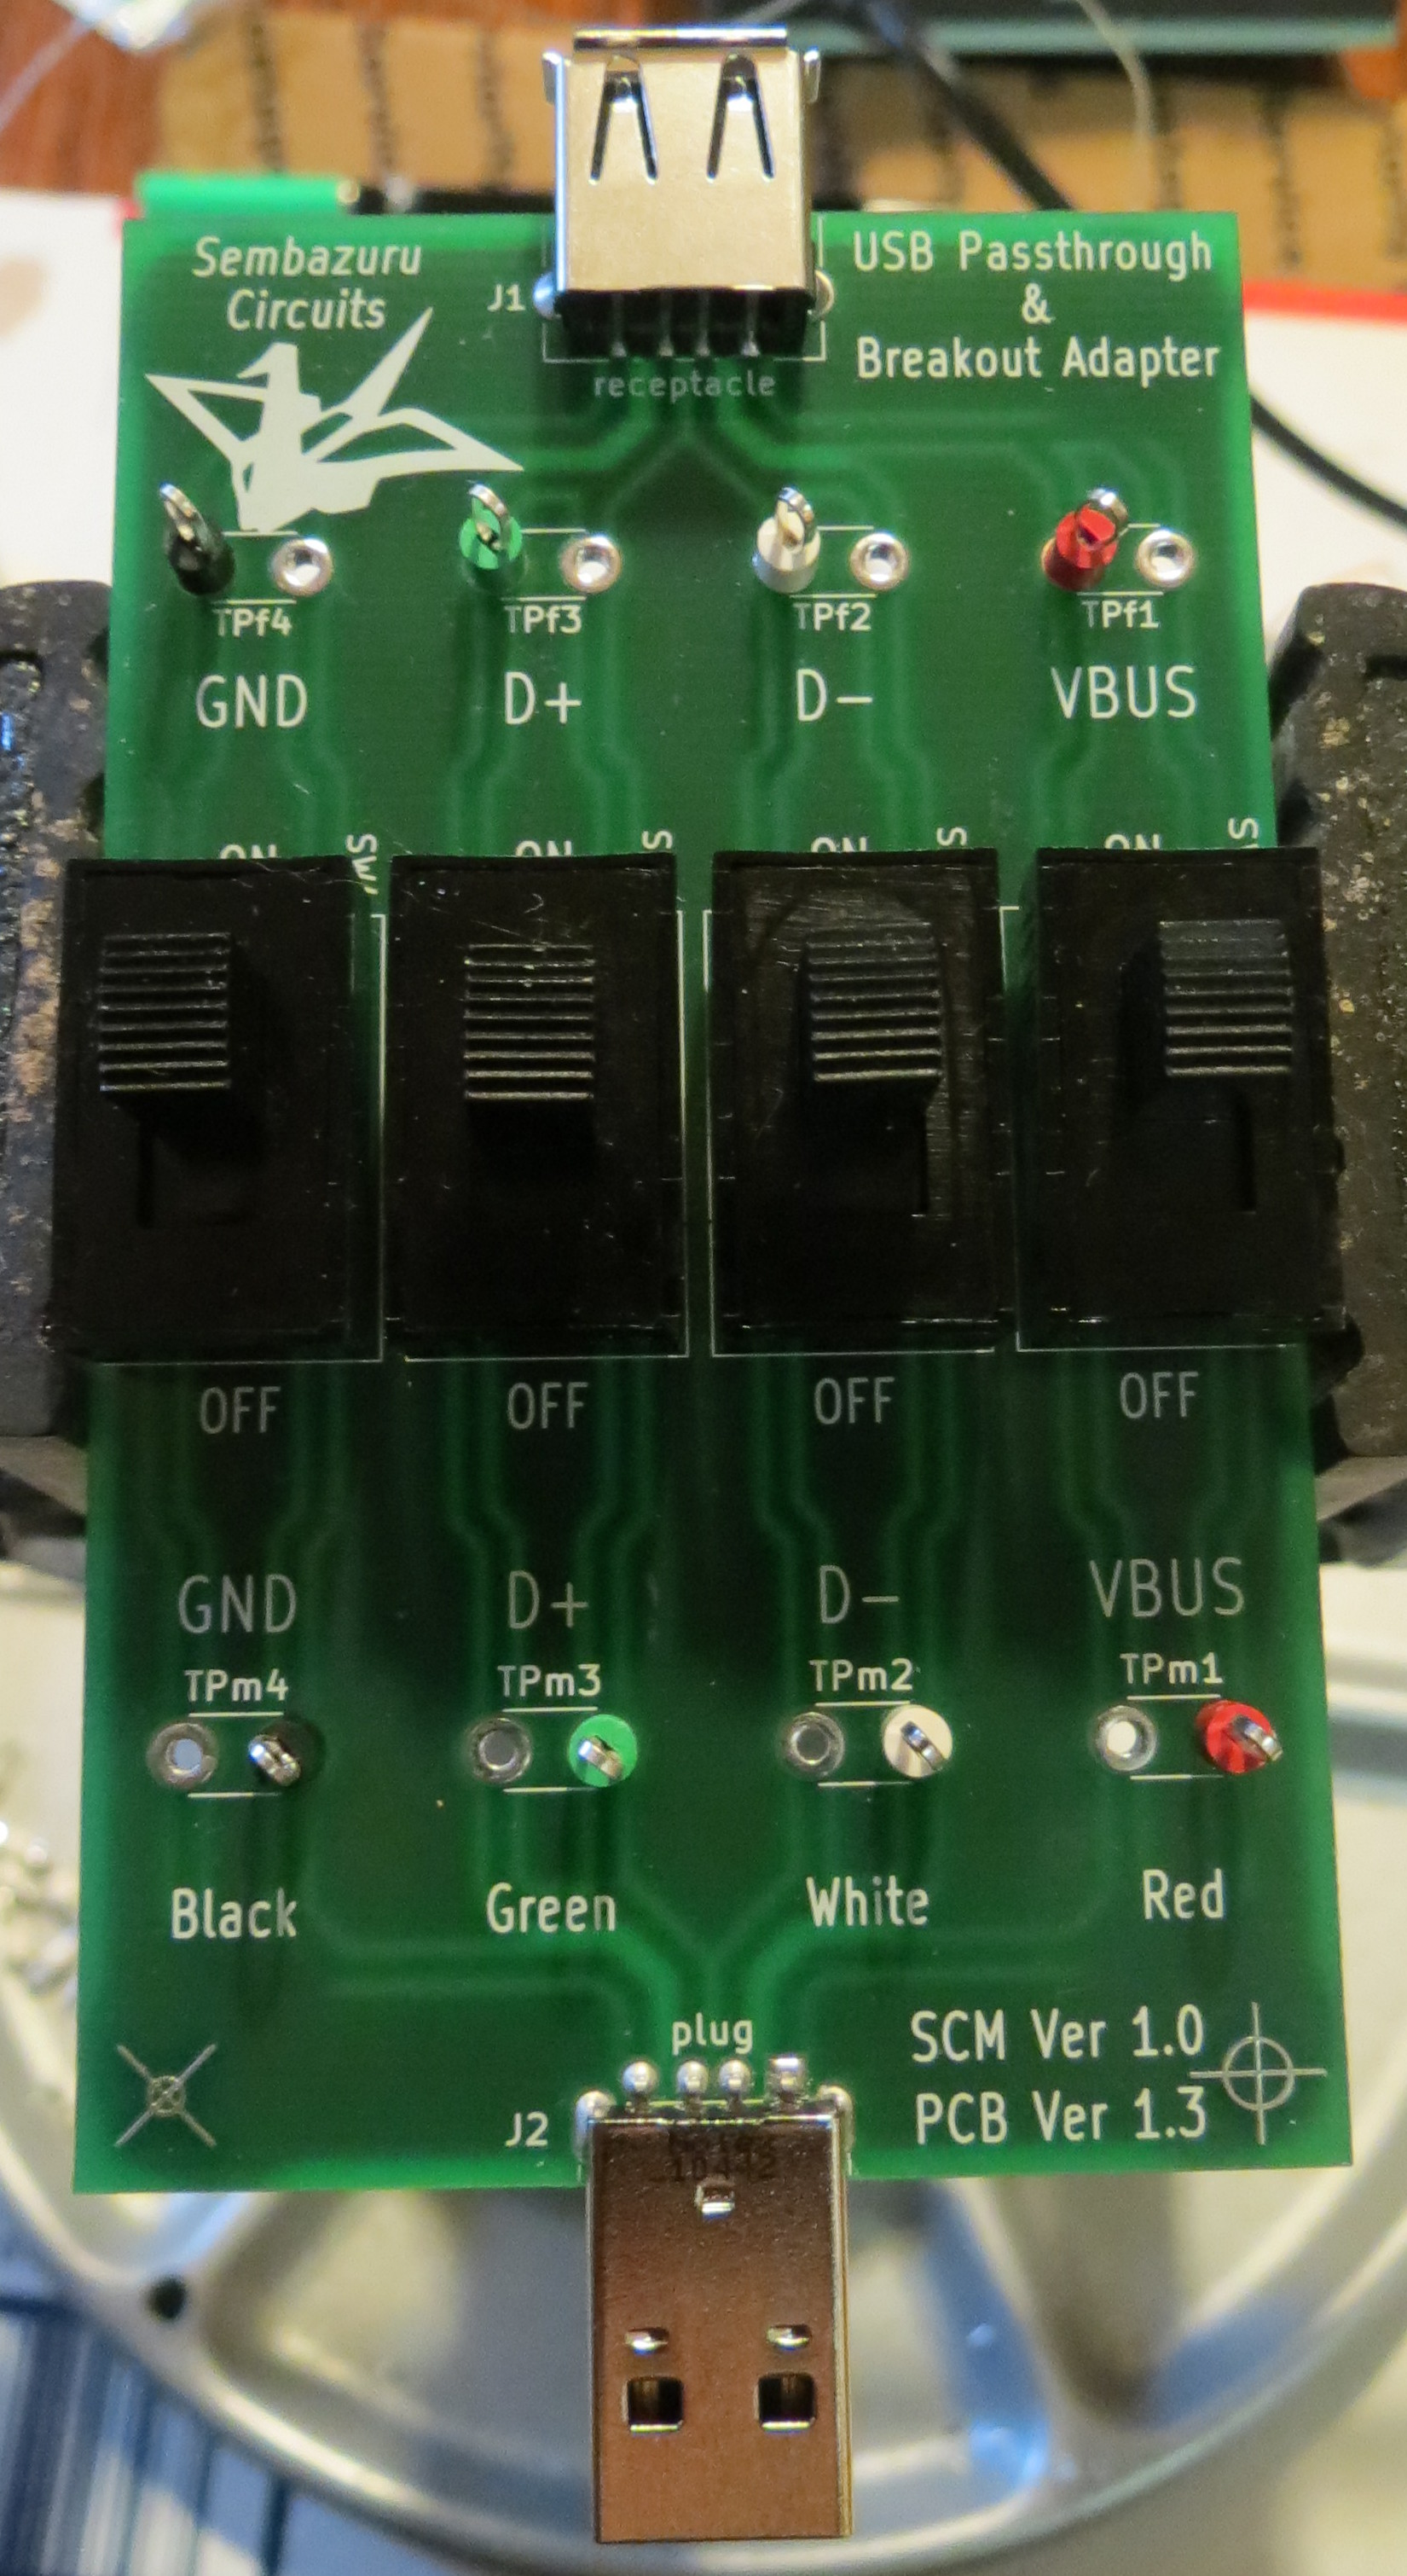 Sembazuru
Circuits
USB Passthrough
&
Breakout Adapter
J1
receptacle
TPf4
TPf3
TPf2
TPf1
GND
D+
D-
VBUS
ON
ON
ON
ON
OFF
OFF
OFF
OFF
GND
D+
D-
VBUS
TPm4
TPm3
TPm2
TPm1
Black
Green
White
Red
plug
SCM Ver 1.0
PCB Ver 1.3
J2